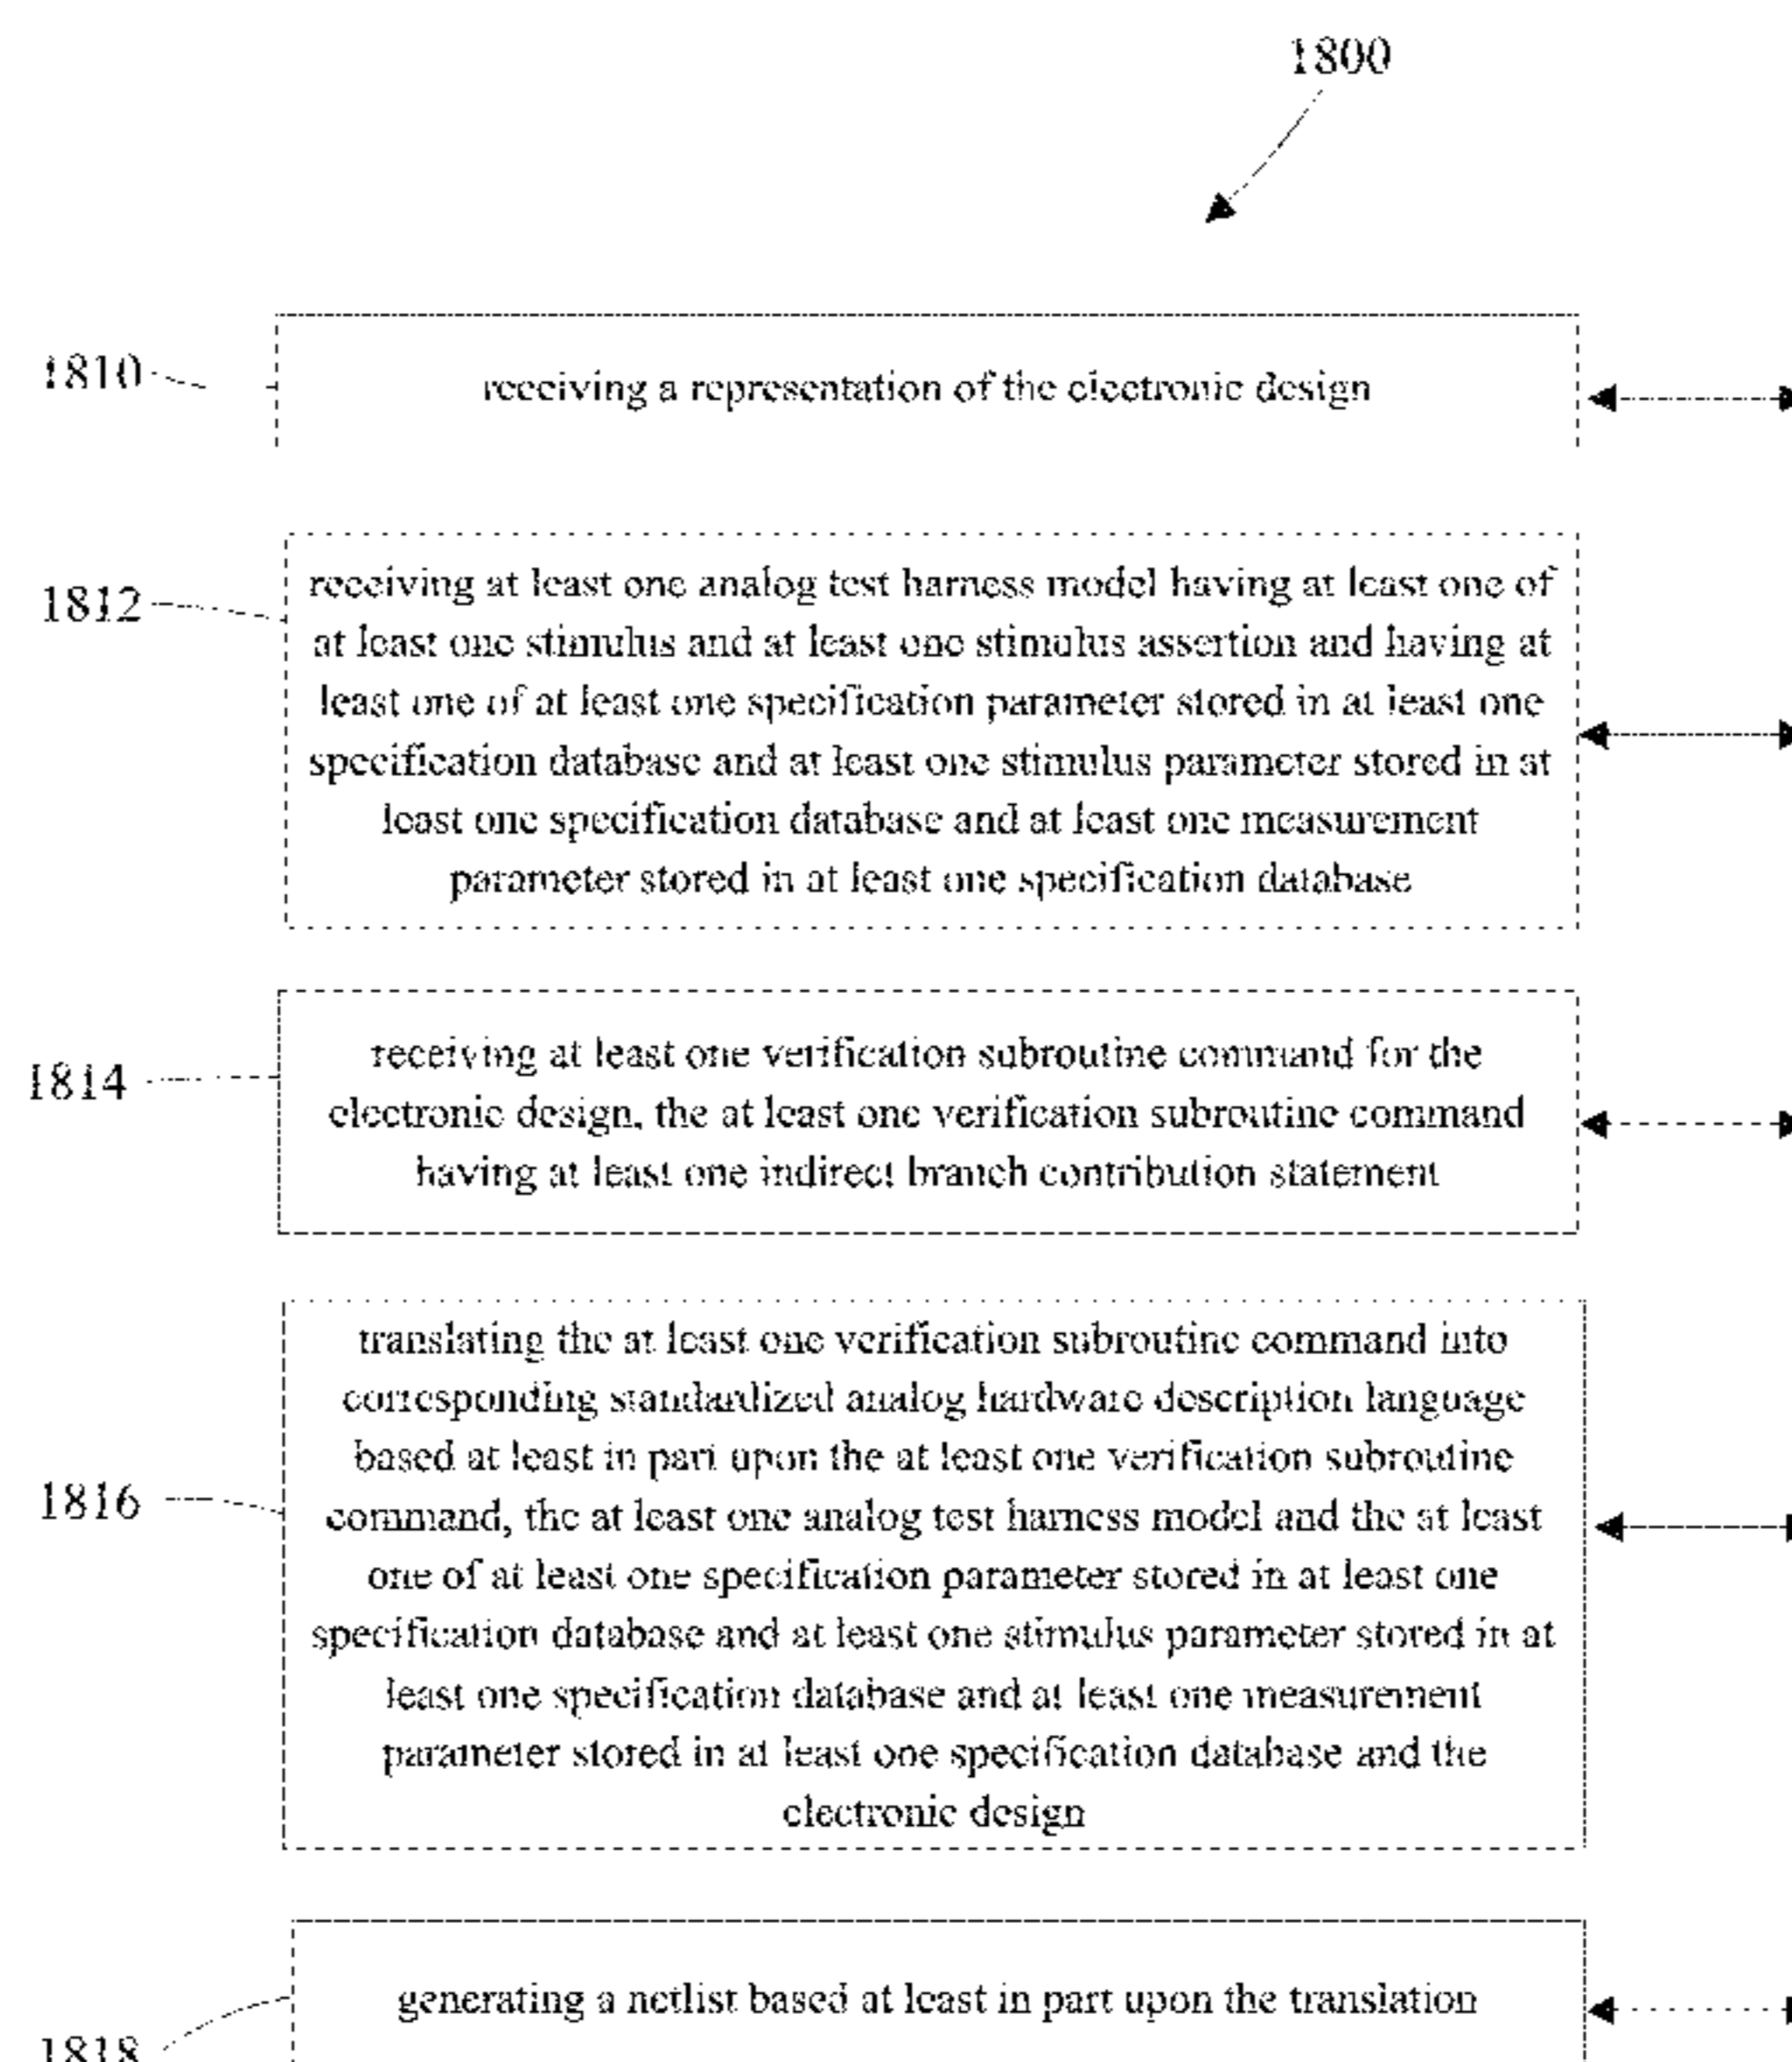 1800
1810
receiving a representation of the electronic design
1812
receiving at least one analog test harness model having at least one of
at least one stimulus and at least one stimulus assertion and having at
least one of at least one specification parameter stored in at least one
specification database and at least one stimulus parameter stored in at
least one specification database and at least one measurement
parameter stored in at least one specification database
1814
receiving at least one verification subroutine command for the
electronic design, the at least one verification subroutine command
having at least one indirect branch contribution statement
1816
translating the at least one verification subroutine command into
corresponding standardized analog hardware description language
based at least in part upon the at least one verification subroutine
command, the at least one analog test harness model and the at least
one of at least one specification parameter stored in at least one
specification database and at least one stimulus parameter stored in at
least one specification database and at least one measurement
parameter stored in at least one specification database and the
electronic design
1818
generating a netlist based at least in part upon the translation